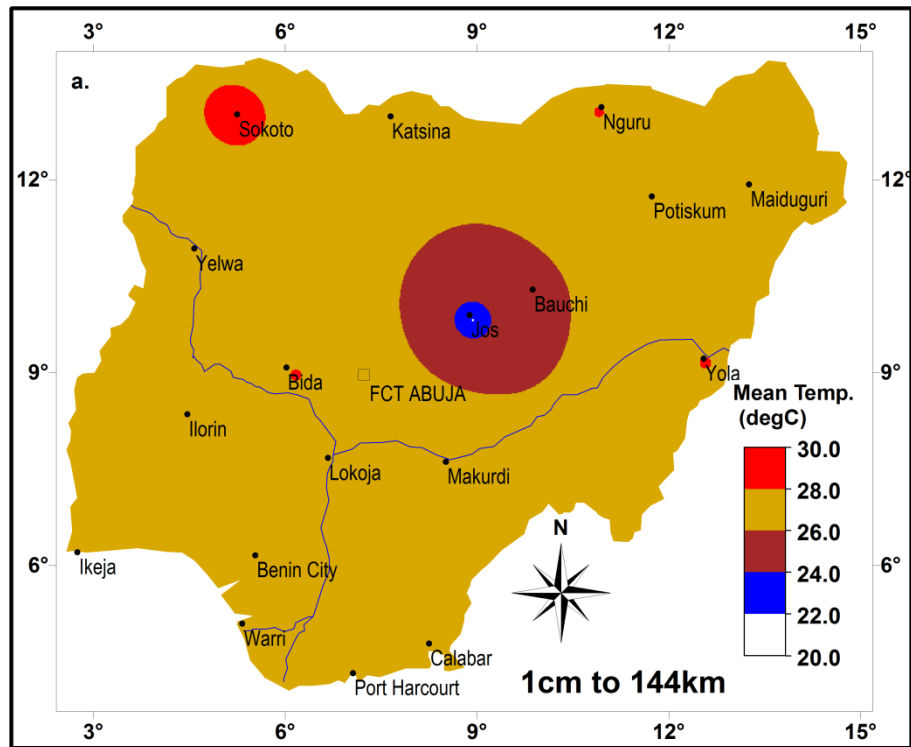 3° 6° 9° 12° 15°
a.
Sokoto
Katsina
Nguru
12° 12°
Potiskum
Maiduguri
Yelwa
Bauchi
Jos
9° 9°
Bida
FCT ABUJA
Yola
Mean Temp.
(degC)
Ilorin
30.0
Lokoja
Makurdi
28.0
26.0
N
6° 6°
Ikeja
Benin City
24.0
22.0
Warri
Calabar
20.0
Port Harcourt
1cm to 144km
3° 6° 9° 12° 15°